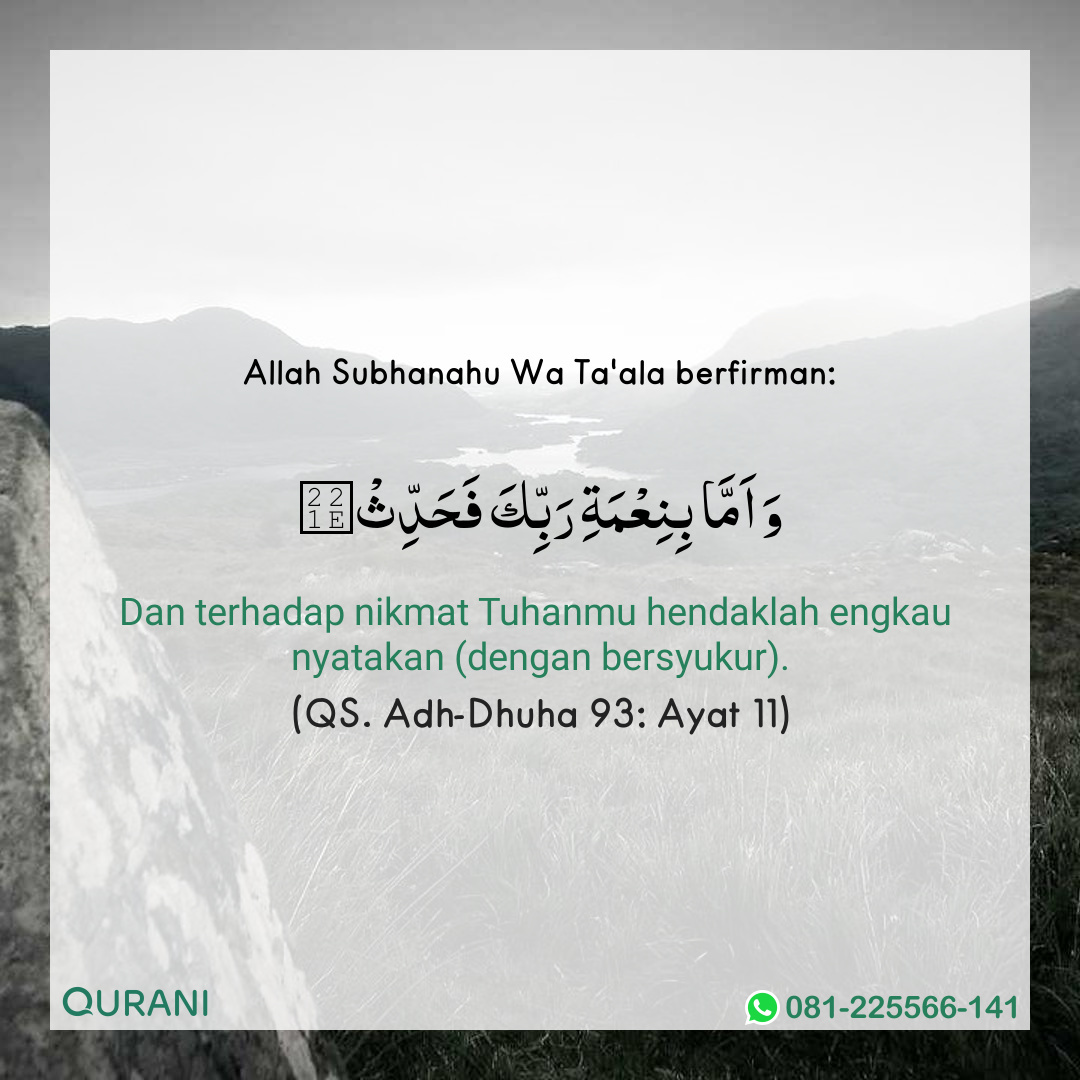 Allah Subhanahu Wa Ta'ala berfirman:
وَاَمَّا بِنِعْمَةِ رَبِّكَ فَحَدِّثْ
Dan terhadap nikmat Tuhanmu hendaklah engkau
nyatakan (dengan bersyukur).
(QS. Adh-Dhuha 93: Ayat 11)
QURANI
081-225566-141